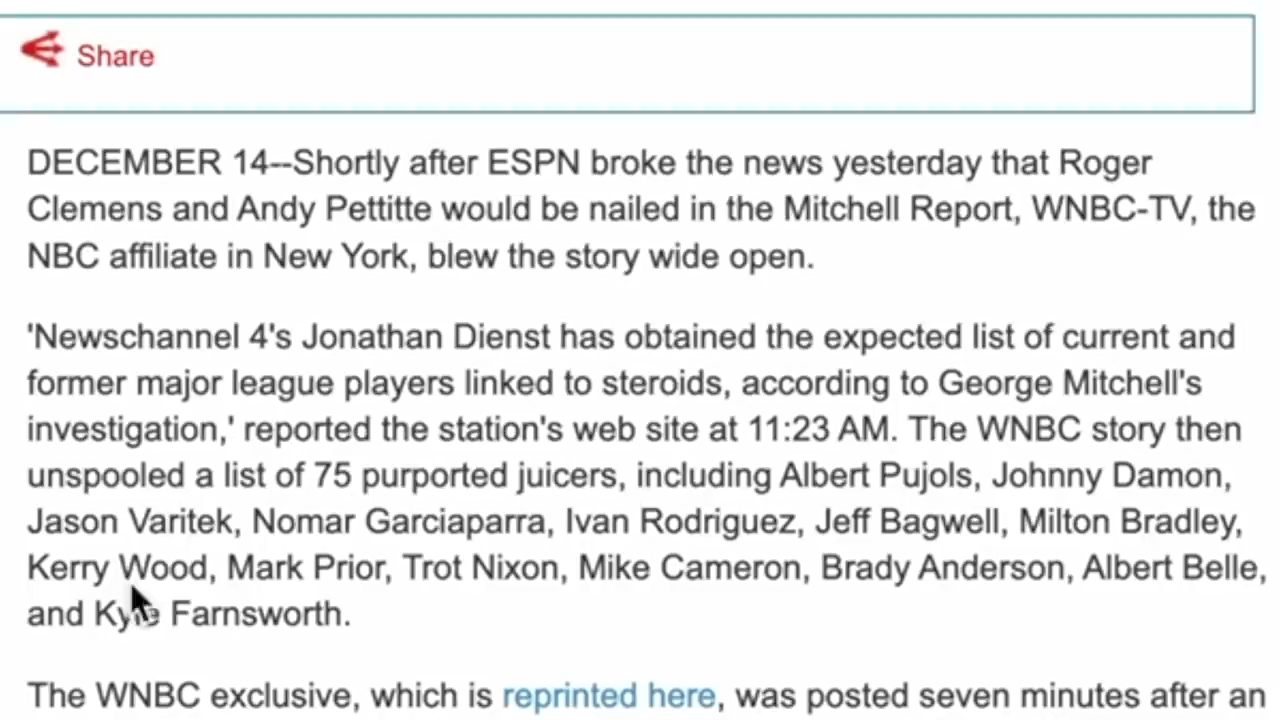 Share
DECEMBER 14--Shortly after ESPN broke the news yesterday that Roger
Clemens and Andy Pettitte would be nailed in the Mitchell Report, WNBC-TV, the
NBC affiliate in New York, blew the story wide open.
'Newschannel 4's Jonathan Dienst has obtained the expected list of current and
former major league players linked to steroids, according to George Mitchell's
investigation,' reported the station's web site at 11:23 AM. The WNBC story then
unspooled a list of 75 purported juicers, including Albert Pujols, Johnny Damon,
Jason Varitek, Nomar Garciaparra, Ivan Rodriguez, Jeff Bagwell, Milton Bradley,
Kerry Wood, Mark Prior, Trot Nixon, Mike Cameron, Brady Anderson, Albert Belle,
and Kyle Farnsworth.
The WNBC exclusive, which is reprinted here, was posted seven minutes after an